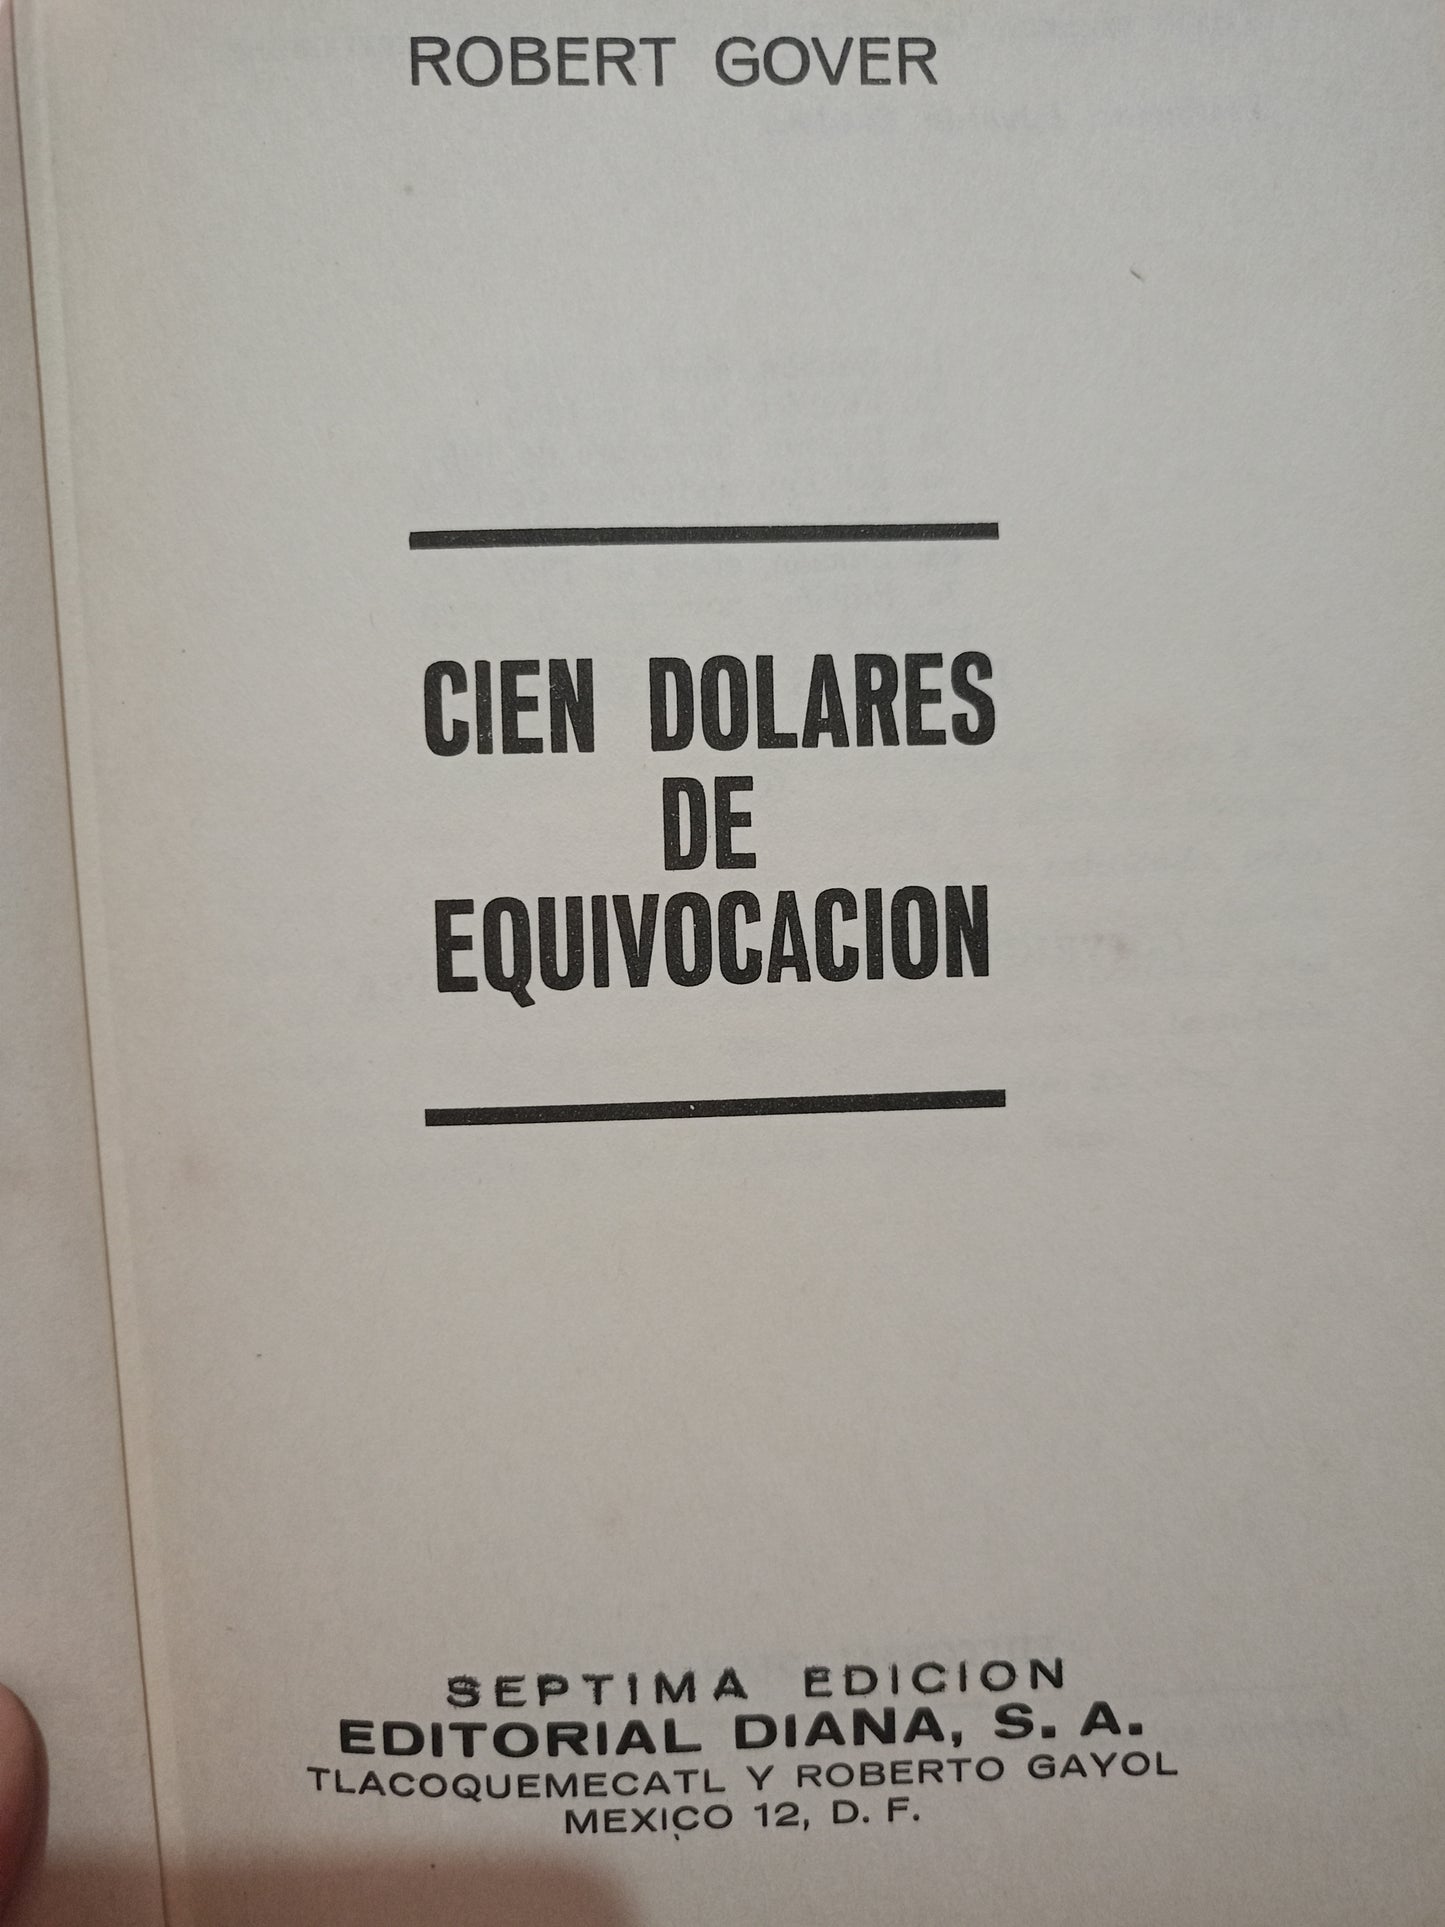 ROBERT GOVER
CIEN DOLARES
DE
EQUIVOCACION
SEPTIMA EDICION
EDITORIAL DIANA, S. A.
TLACOQUEMECATL Y ROBERTO GAYOL
MEXICO 12, D. F.